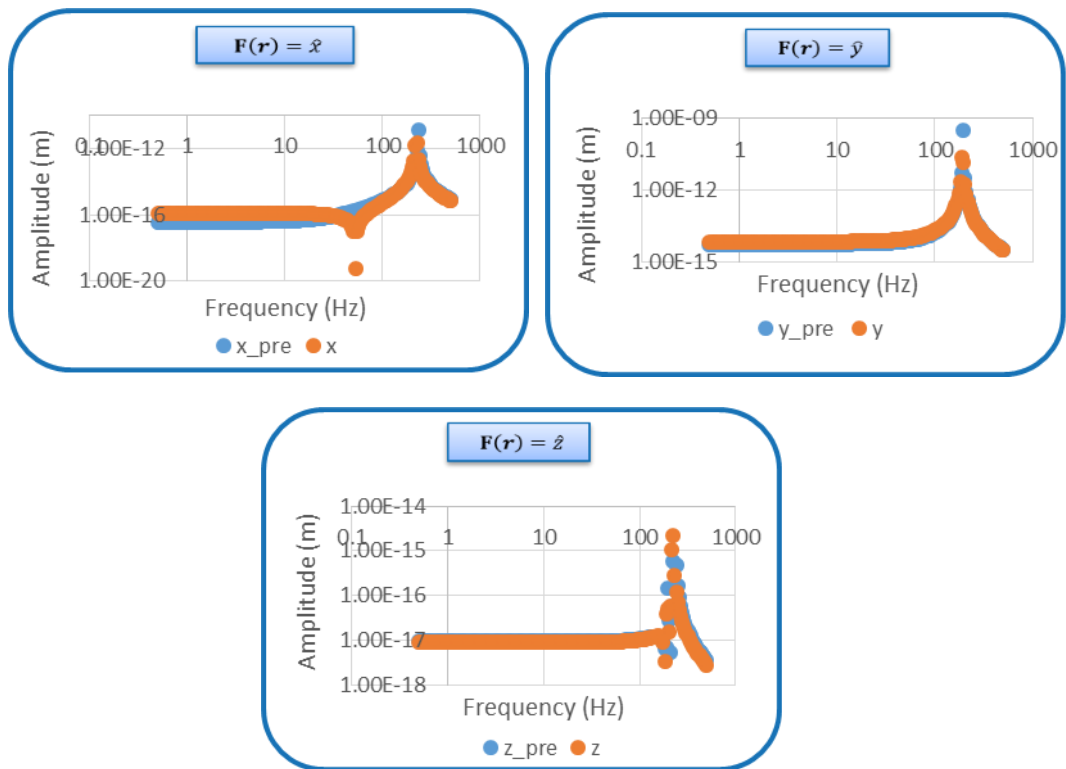 F(r) = x̂
1.00E-12
1.00E-16
1.00E-20
0.1 1 10 100 1000
Amplitude (m)
Frequency (Hz)
x_pre x
F(r) = ŷ
1.00E-09
1.00E-12
1.00E-15
0.1 1 10 100 1000
Amplitude (m)
Frequency (Hz)
y_pre y
F(r) = ẑ
1.00E-14
1.00E-15
1.00E-16
1.00E-17
1.00E-18
0.1 1 10 100 1000
Amplitude (m)
Frequency (Hz)
z_pre z